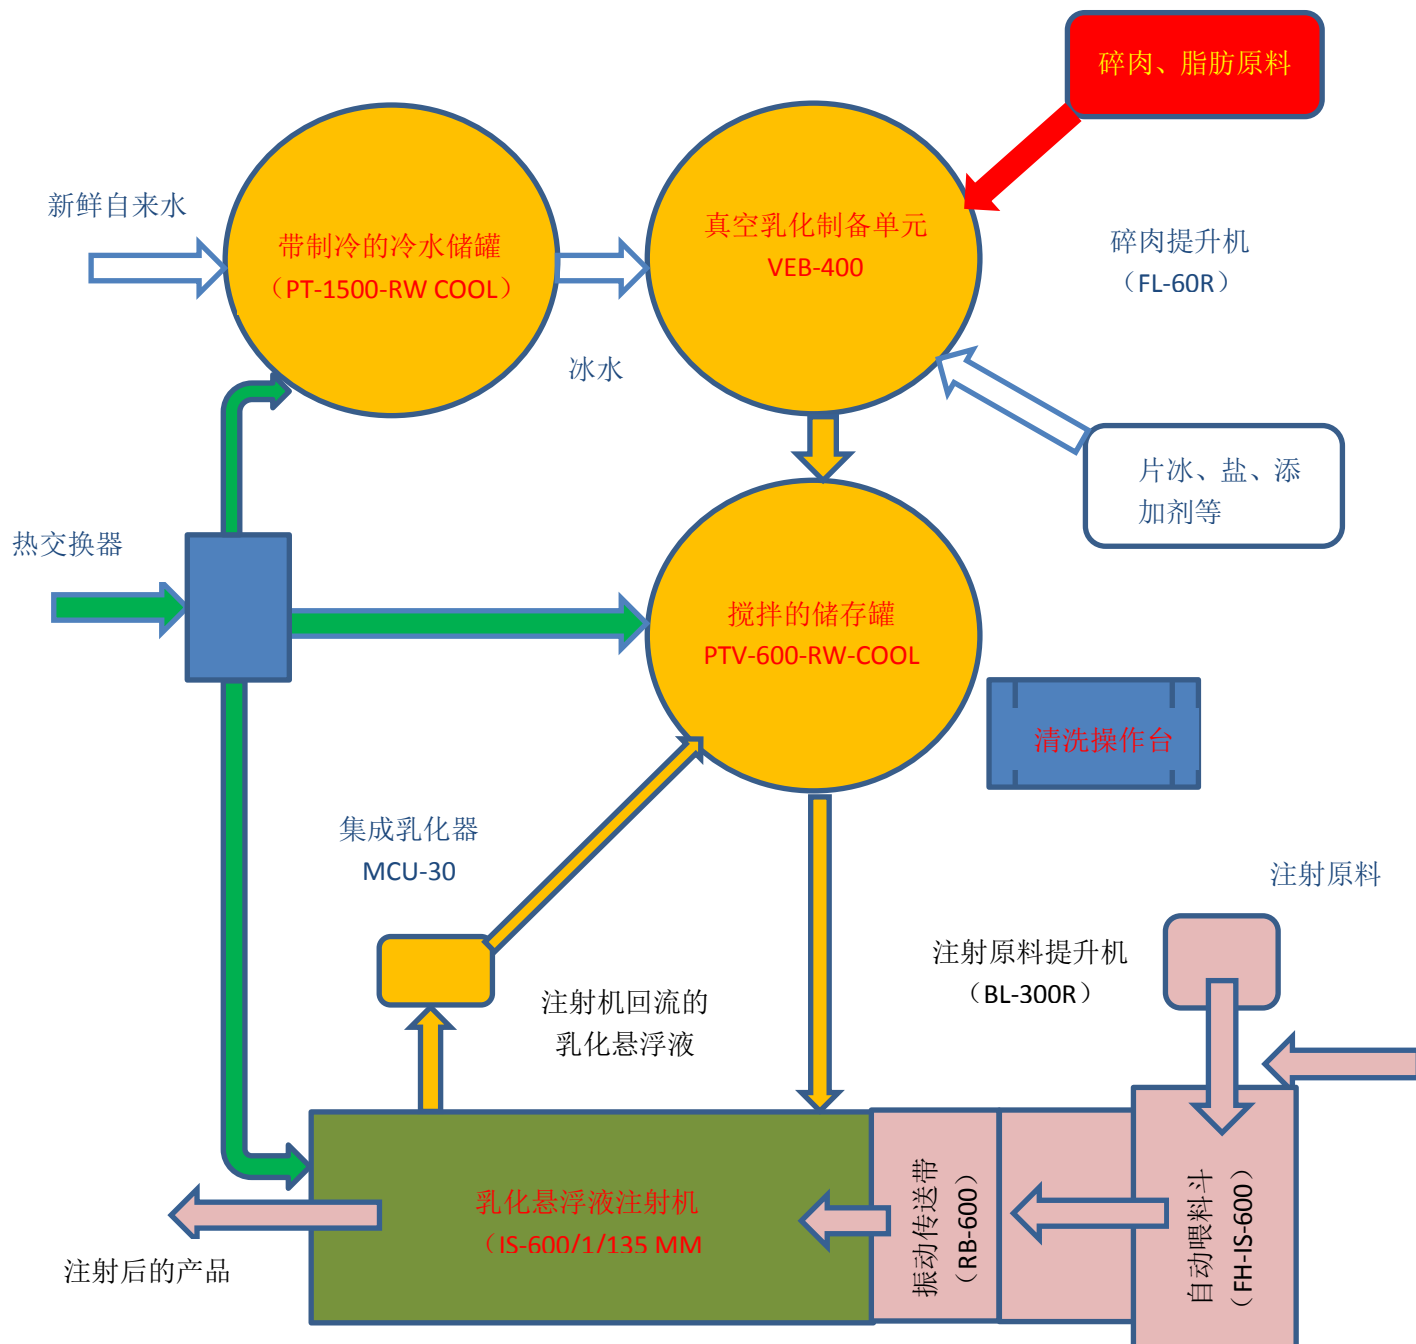 碎肉、脂肪原料
新鲜自来水
带制冷的冷水储罐
（PT-1500-RW COOL）
真空乳化制备单元
VEB-400
碎肉提升机
（FL-60R）
冰水
片冰、盐、添
加剂等
热交换器
搅拌的储存罐
PTV-600-RW-COOL
清洗操作台
集成乳化器
MCU-30
注射原料
注射原料提升机
（BL-300R）
注射机回流的
乳化悬浮液
乳化悬浮液注射机
（IS-600/1/135 MM
振动传送带
（RB-600）
自动喂料斗
（FH-IS-600）
注射后的产品